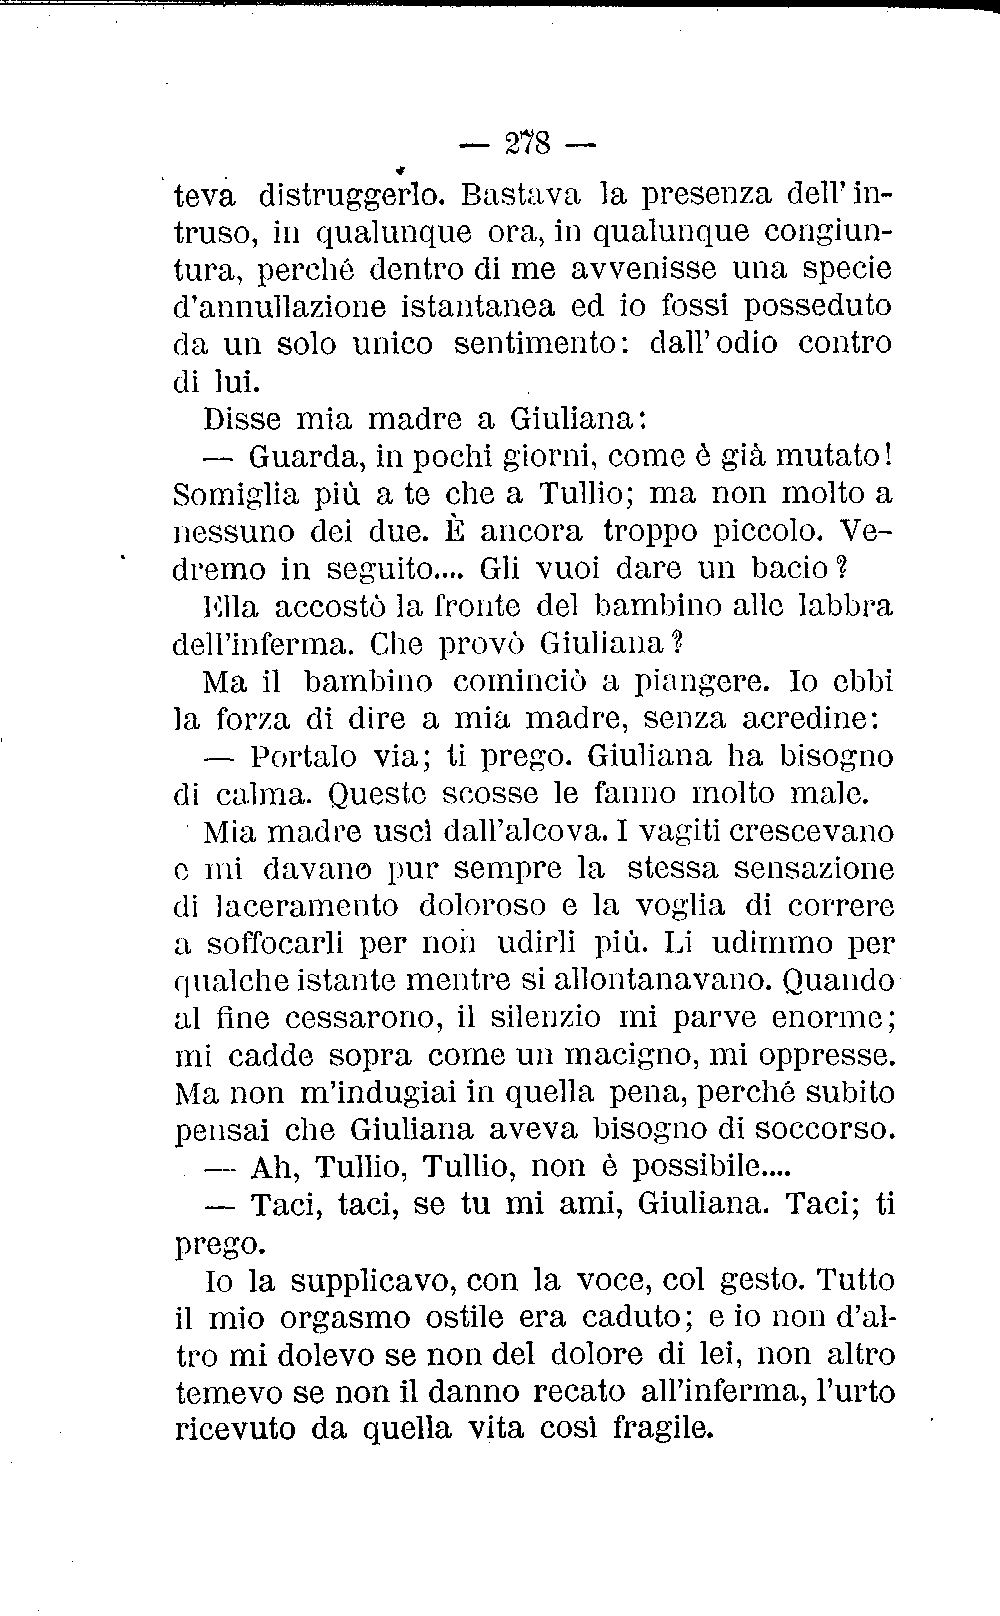 — 278 —
teva distruggerlo. Bastava la presenza dell'in-
truso, in qualunque ora, in qualunque congiun-
tura, perché dentro di me avvenisse una specie
d'annullazione istantanea ed io fossi posseduto
da un solo unico sentimento: dall'odio contro
di lui.
Disse mia madre a Giuliana:
— Guarda, in pochi giorni, come è già mutato!
Somiglia più a te che a Tullio; ma non molto a
nessuno dei due. È ancora troppo piccolo. Ve-
dremo in seguito.... Gli vuoi dare un bacio?
Ella accostò la fronte del bambino alle labbra
dell'inferma. Che provò Giuliana?
Ma il bambino cominciò a piangere. Io ebbi
la forza di dire a mia madre, senza acredine:
— Portalo via; ti prego. Giuliana ha bisogno
di calma. Queste scosse le fanno molto male.
Mia madre uscì dall'alcova. I vagiti crescevano
e mi davano pur sempre la stessa sensazione
di laceramento doloroso e la voglia di correre
a soffocarli per non udirli più. Li udimmo per
qualche istante mentre si allontanavano. Quando
al fine cessarono, il silenzio mi parve enorme;
mi cadde sopra come un macigno, mi oppresse.
Ma non m'indugiai in quella pena, perché subito
pensai che Giuliana aveva bisogno di soccorso.
— Ah, Tullio, Tullio, non è possibile....
— Taci, taci, se tu mi ami, Giuliana. Taci; ti
prego.
Io la supplicavo, con la voce, col gesto. Tutto
il mio orgasmo ostile era caduto; e io non d'al-
tro mi dolevo se non del dolore di lei, non altro
temevo se non il danno recato all'inferma, l'urto
ricevuto da quella vita così fragile.